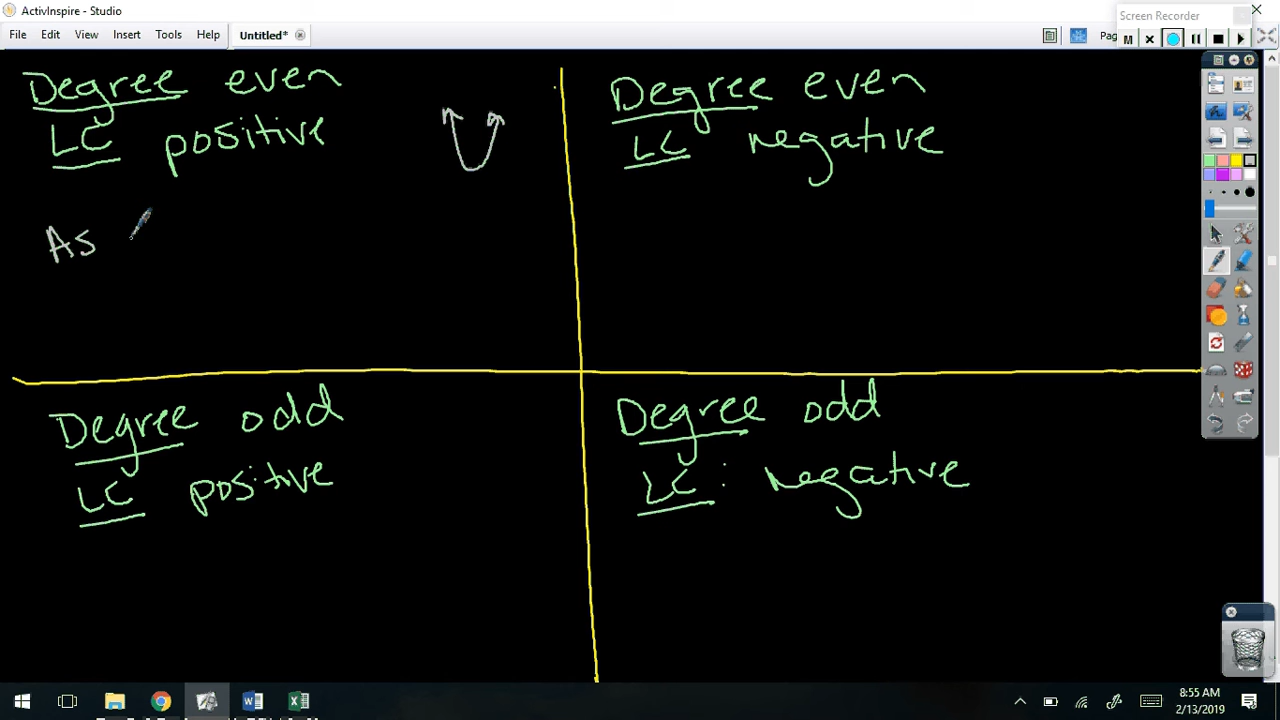 ActivInspire - Studio
Screen Recorder
File Edit View Insert Tools Help Untitled*
Pag
M
Degree even
LC positive
As
Degree even
LC negative
Degree odd
LC positive
Degree odd
LC: negative
8:55 AM
2/13/2019